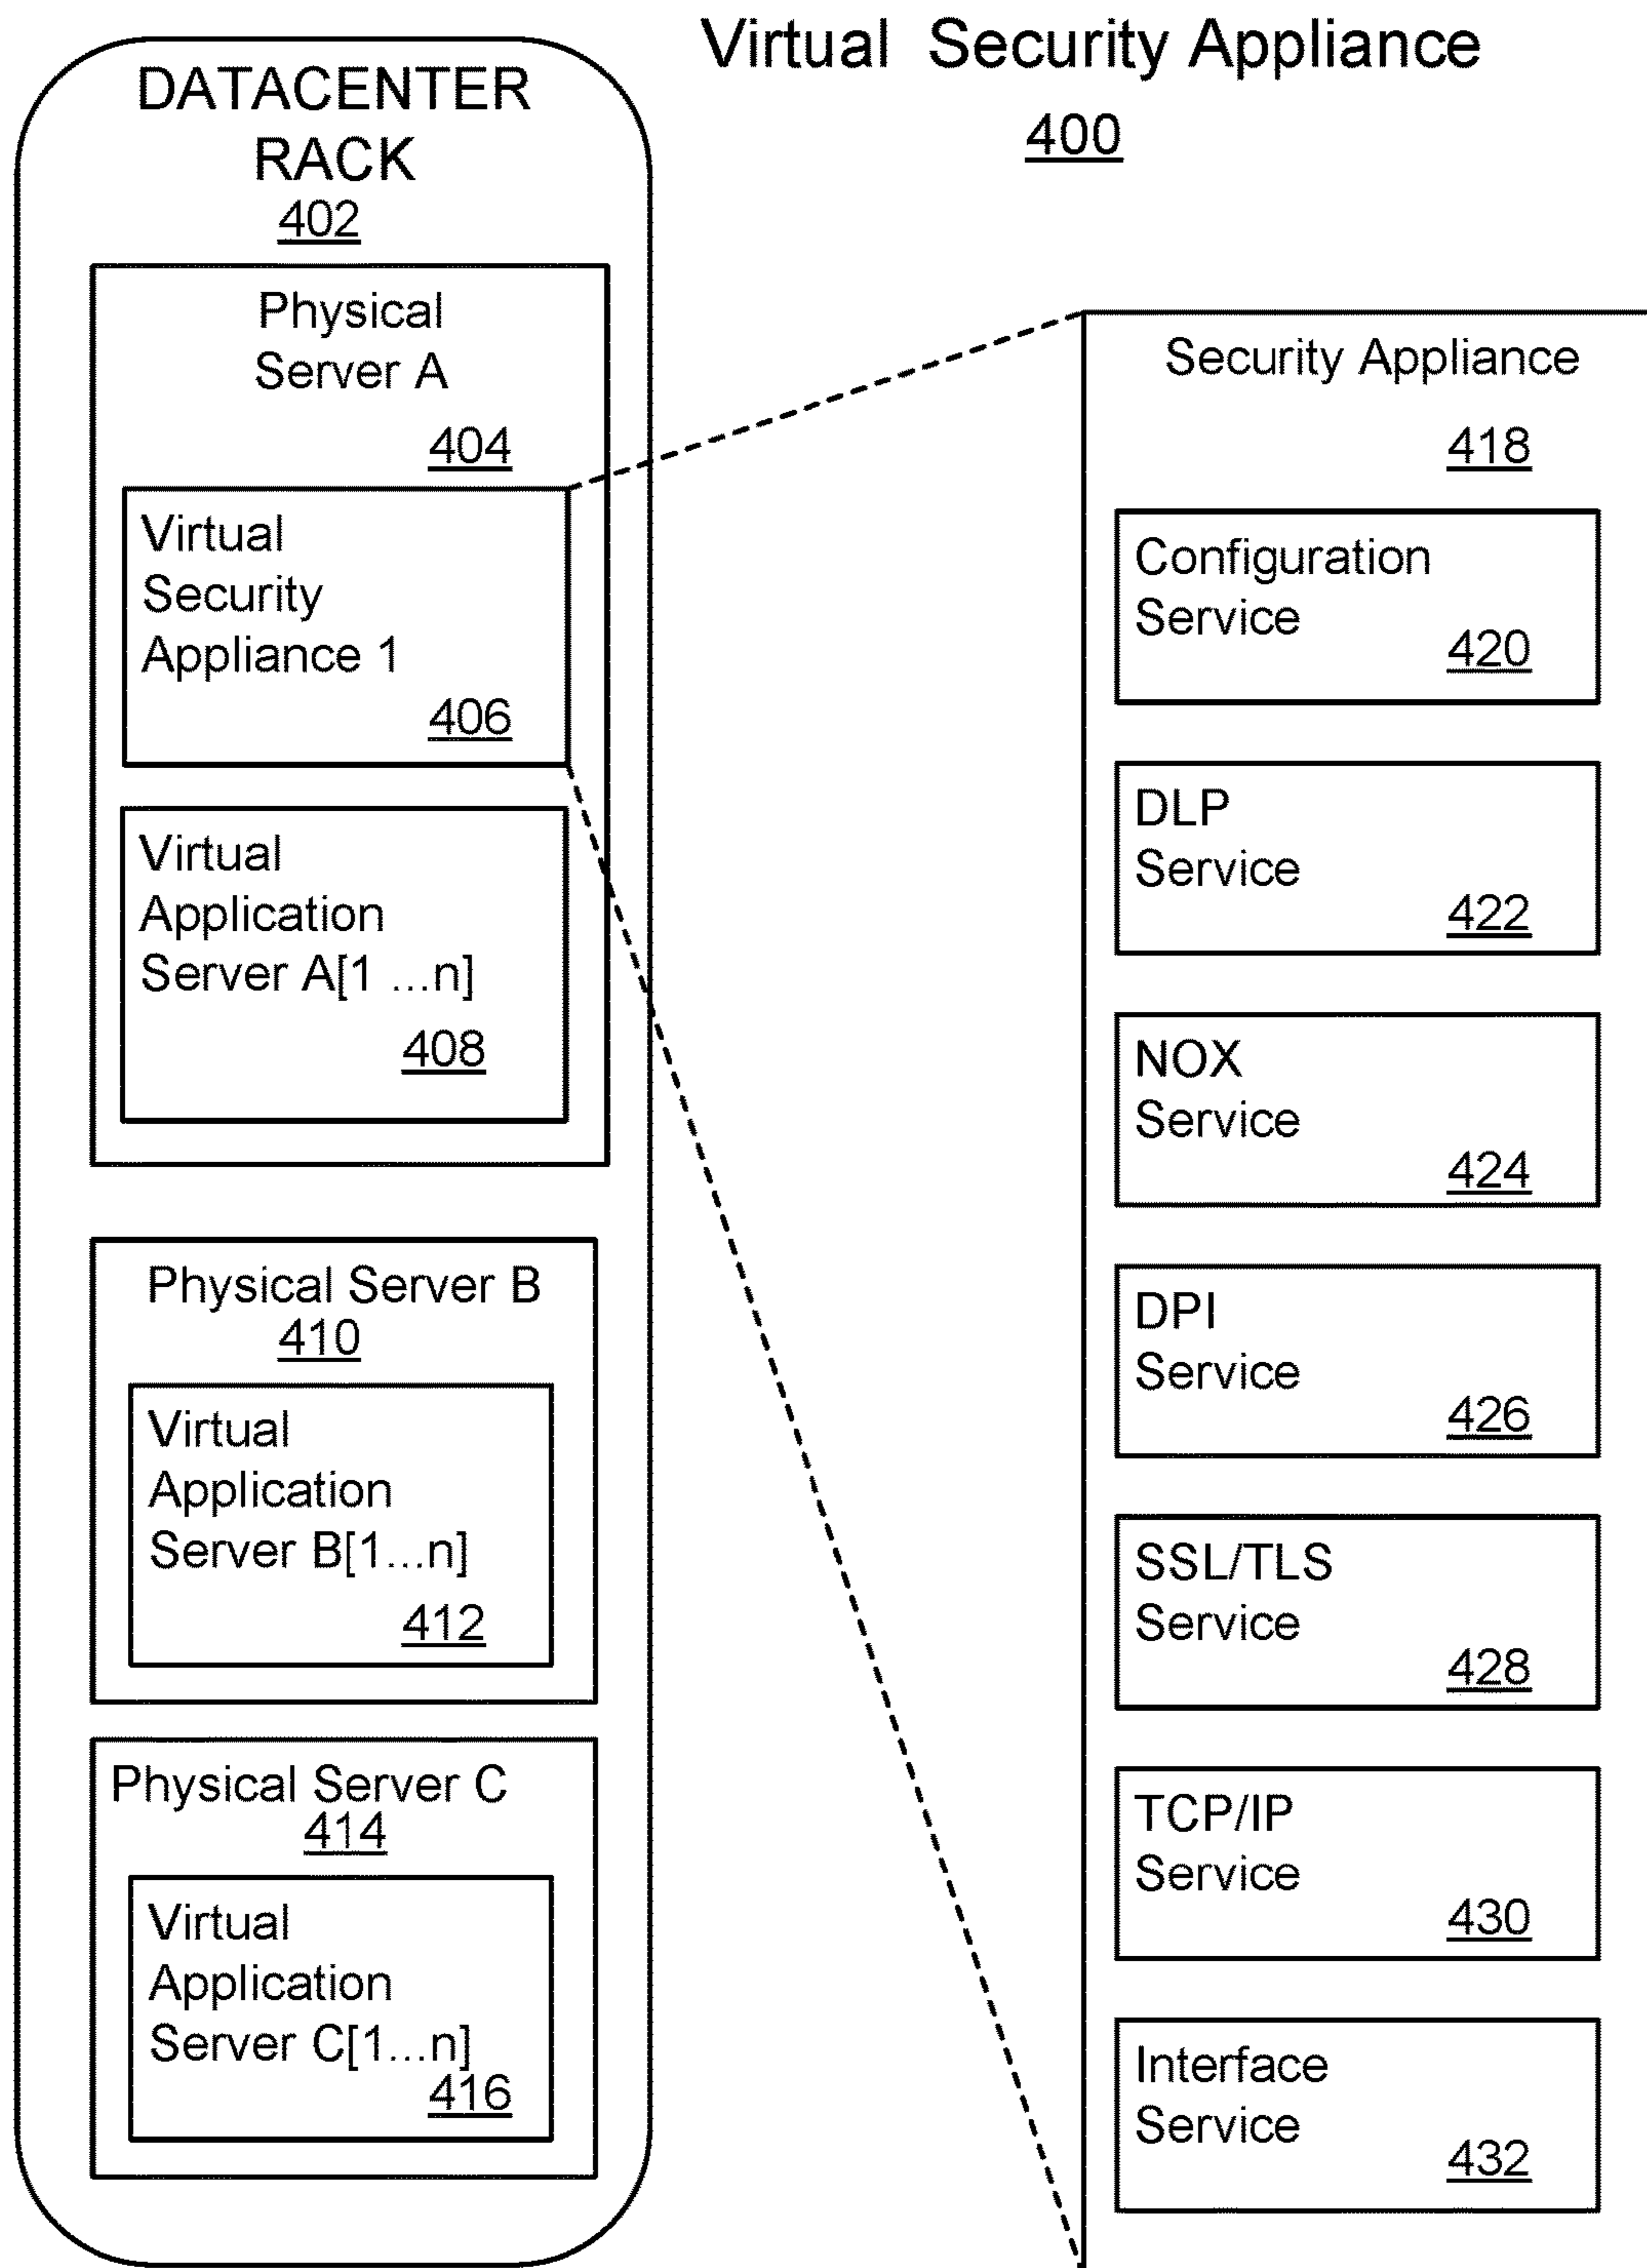 Virtual Security Appliance
400
DATACENTER
RACK
402
Physical
Server A
404
Virtual
Security
Appliance 1
406
Virtual
Application
Server A[1 ...n]
408
Physical Server B
410
Virtual
Application
Server B[1...n]
412
Physical Server C
414
Virtual
Application
Server C[1...n]
416
Security Appliance
418
Configuration
Service
420
DLP
Service
422
NOX
Service
424
DPI
Service
426
SSL/TLS
Service
428
TCP/IP
Service
430
Interface
Service
432